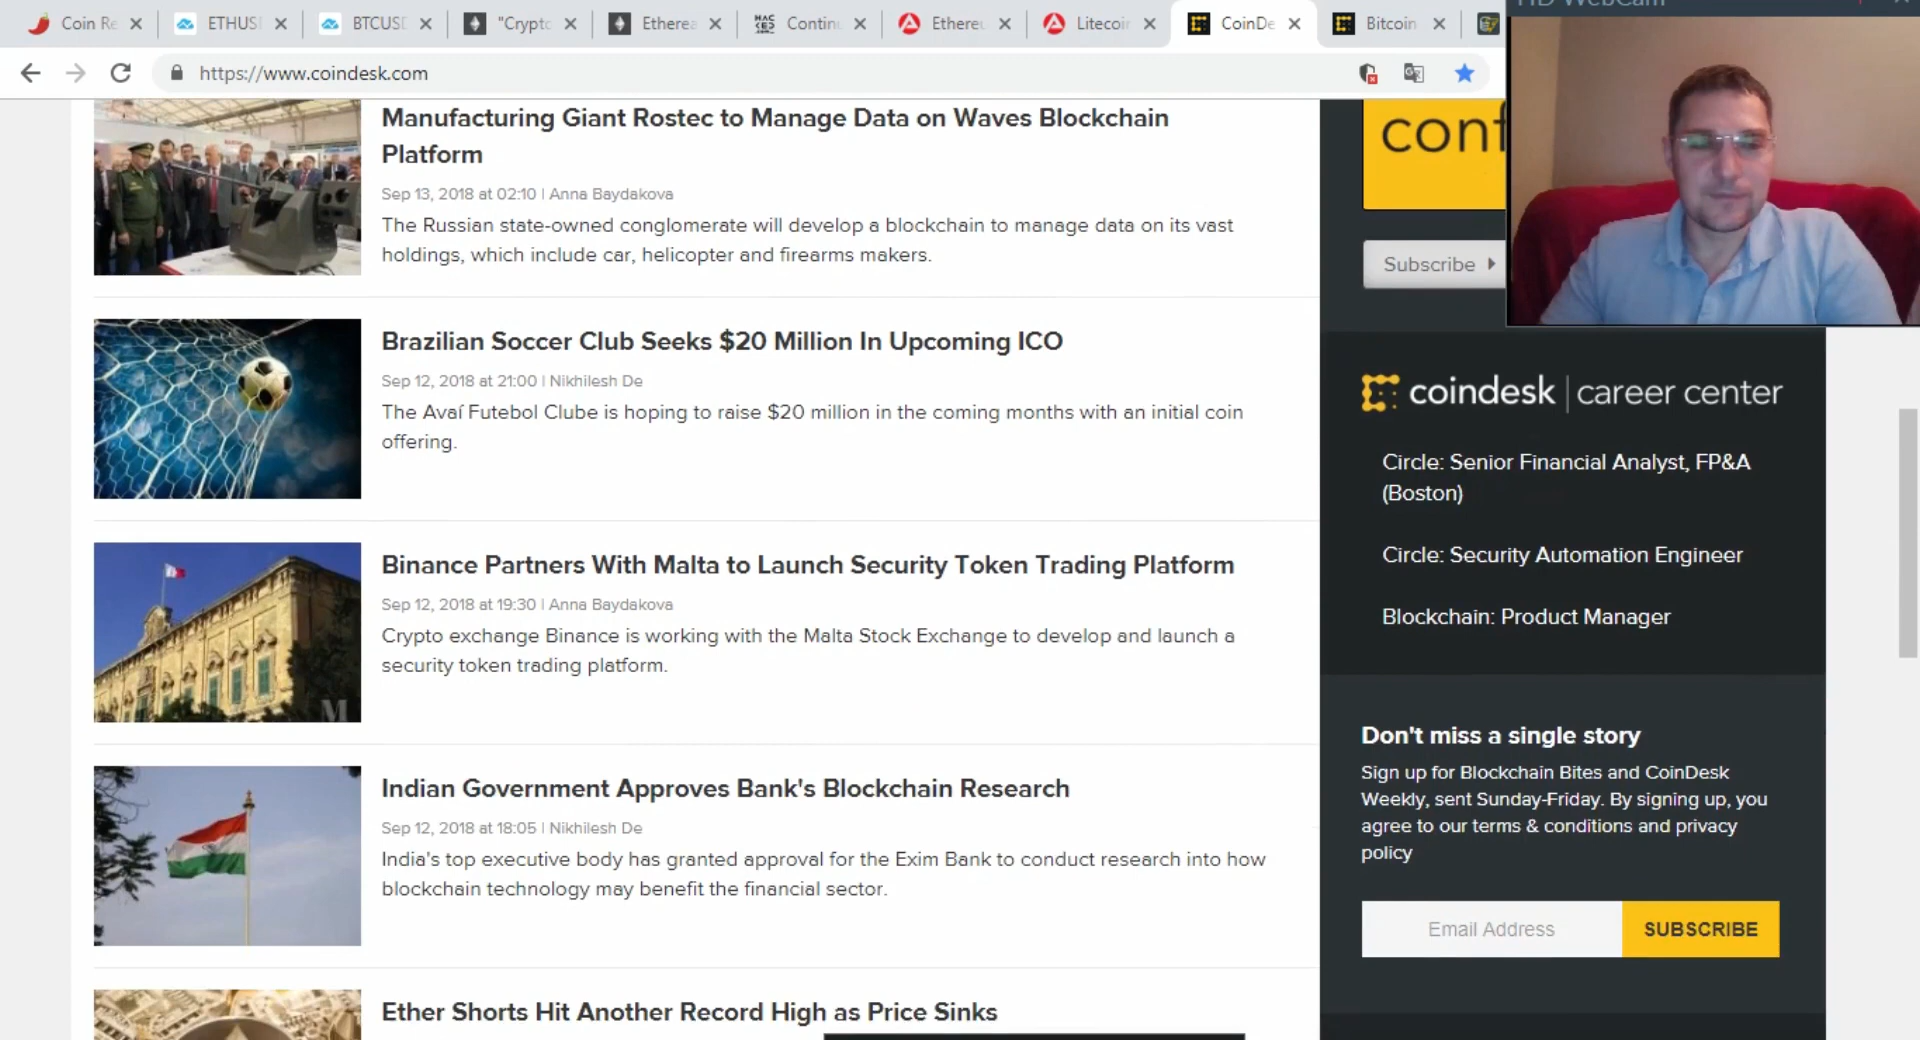 Coin Re
ETHUS
BTCUSD
"Crypto
Etherea
HAC
KED
Continu
Ethereu
Litecoin
CoinDe
Bitcoin
HD WebCam
https://www.coindesk.com
Manufacturing Giant Rostec to Manage Data on Waves Blockchain
Platform
Sep 13, 2018 at 02:10 | Anna Baydakova
The Russian state-owned conglomerate will develop a blockchain to manage data on its vast
holdings, which include car, helicopter and firearms makers.
Brazilian Soccer Club Seeks $20 Million In Upcoming ICO
Sep 12, 2018 at 21:00 | Nikhilesh De
The Avaí Futebol Clube is hoping to raise $20 million in the coming months with an initial coin
offering.
Binance Partners With Malta to Launch Security Token Trading Platform
Sep 12, 2018 at 19:30 | Anna Baydakova
Crypto exchange Binance is working with the Malta Stock Exchange to develop and launch a
security token trading platform.
M
Indian Government Approves Bank's Blockchain Research
Sep 12, 2018 at 18:05 | Nikhilesh De
India's top executive body has granted approval for the Exim Bank to conduct research into how
blockchain technology may benefit the financial sector.
Ether Shorts Hit Another Record High as Price Sinks
conf
Subscribe
coindesk | career center
Circle: Senior Financial Analyst, FP&A
(Boston)
Circle: Security Automation Engineer
Blockchain: Product Manager
Don't miss a single story
Sign up for Blockchain Bites and CoinDesk
Weekly, sent Sunday-Friday. By signing up, you
agree to our terms & conditions and privacy
policy
Email Address
SUBSCRIBE